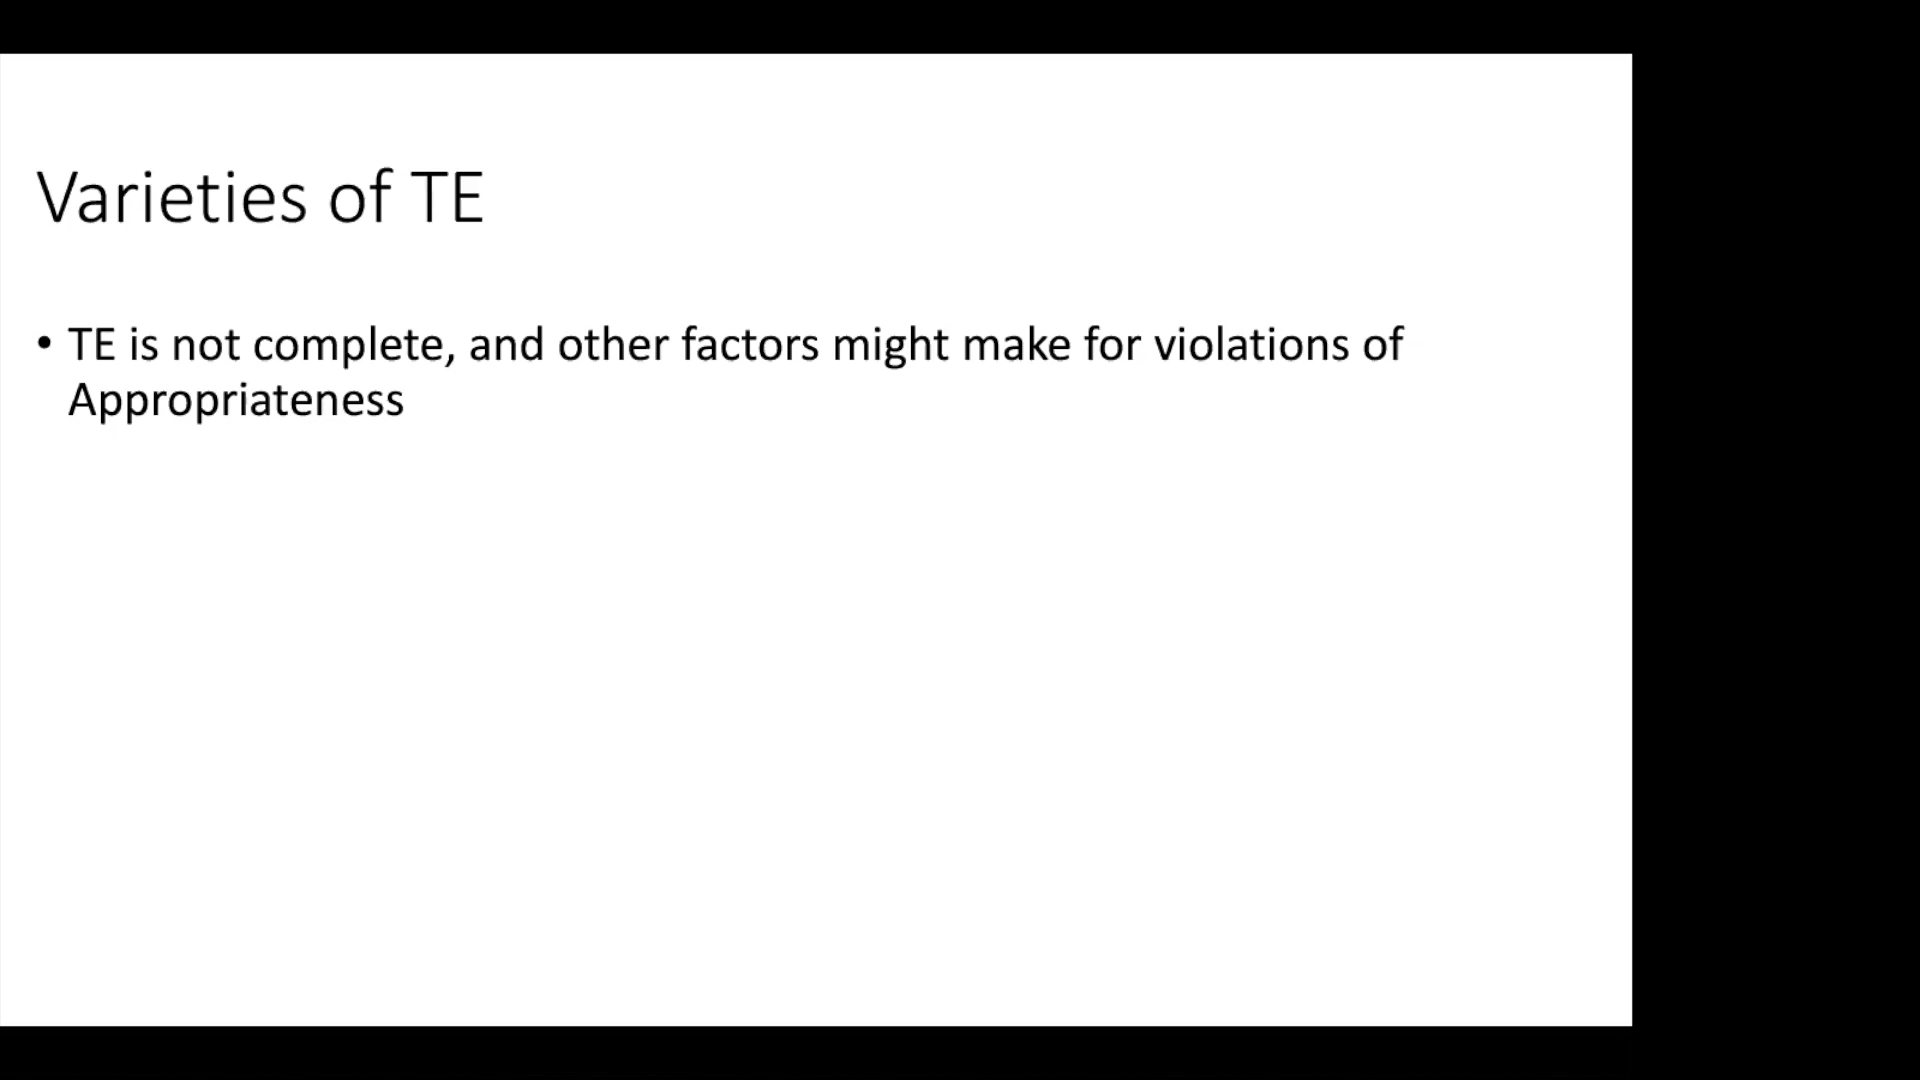 Varieties of TE
• TE is not complete, and other factors might make for violations of
Appropriateness